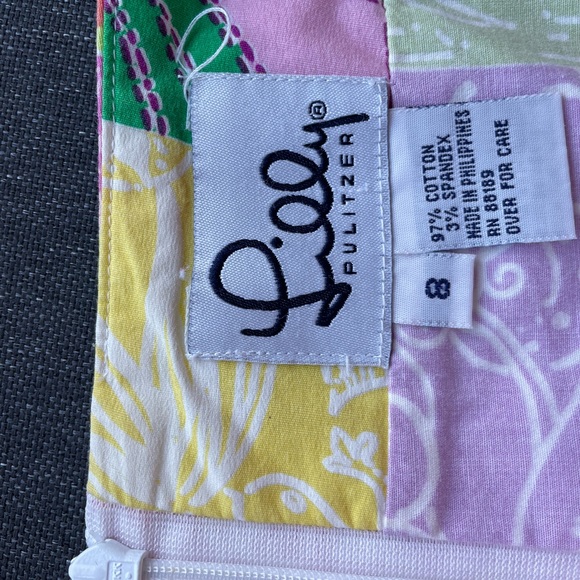 Lilly®
PULITZER
97% COTTON
3% SPANDEX
MADE IN PHILIPPINES
RN 88189
OVER FOR CARE
8